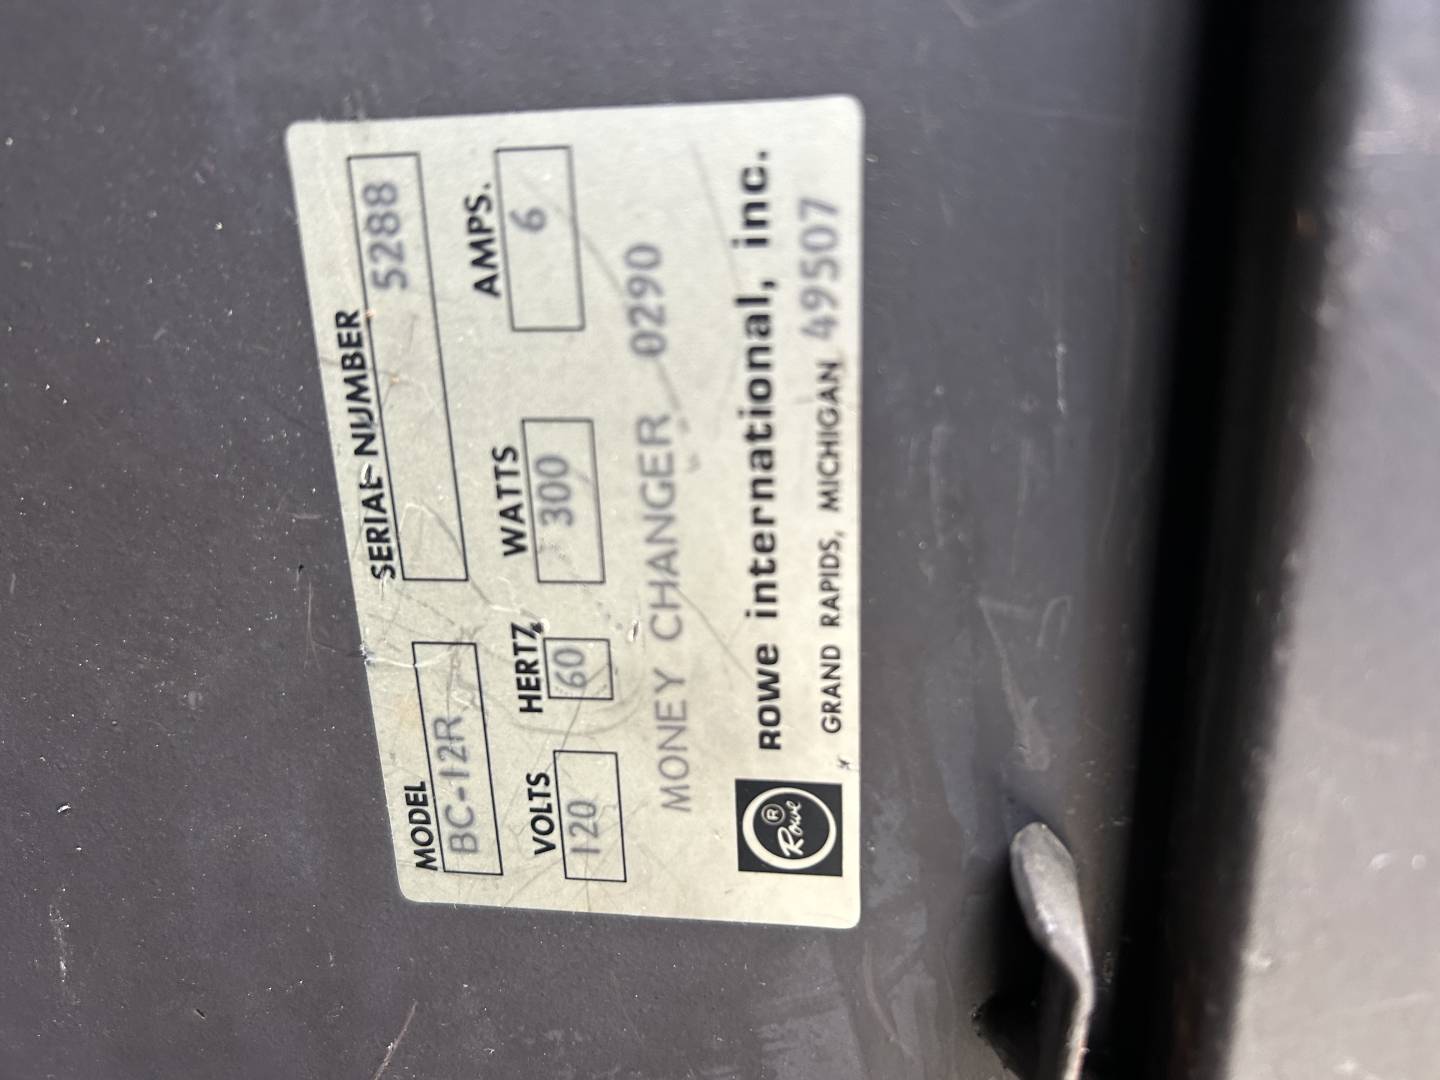 MODEL SERIAL NUMBER
BC-12R 5288
VOLTS HERTZ WATTS AMPS.
120 60 300 6
MONEY CHANGER 0290
Rowe ®
Rowe international, inc.
GRAND RAPIDS, MICHIGAN 49507